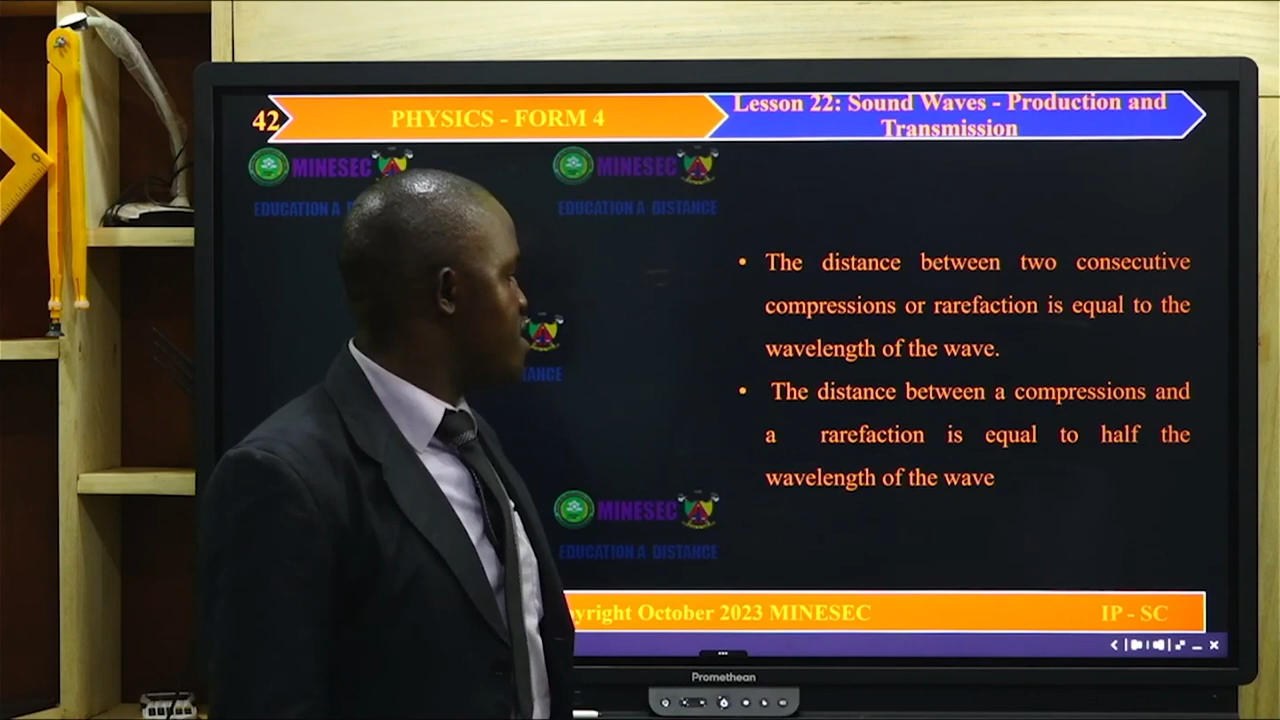 42
PHYSICS - FORM 4
Lesson 22: Sound Waves - Production and
Transmission
MINESEC
MINESEC
EDUCATION A
EDUCATION A DISTANCE
• The distance between two consecutive
compressions or rarefaction is equal to the
wavelength of the wave.
• The distance between a compressions and
a rarefaction is equal to half the
wavelength of the wave
TANCE
MINESEC
EDUCATION A DISTANCE
yright October 2023 MINESEC
IP - SC
Promethean